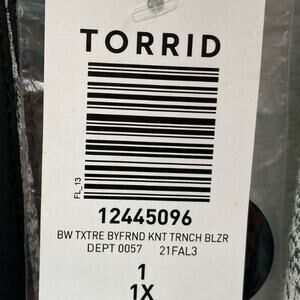 TORRID
FL_13
12445096
BW TXTRE BYFRND KNT TRNCH BLZR
DEPT 0057 21FAL3
1
1X